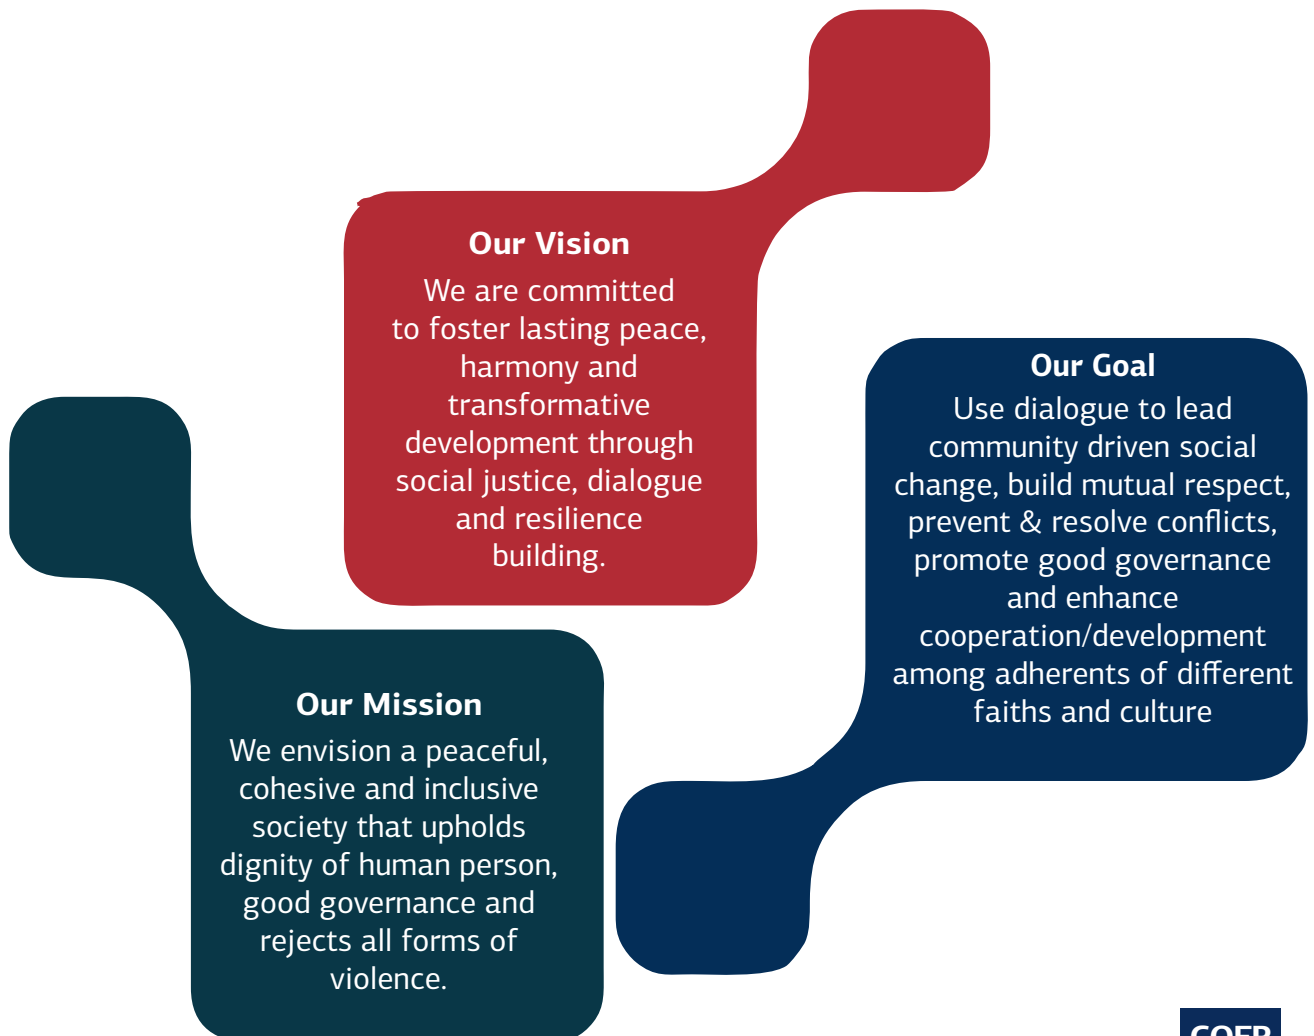 Our Vision
We are committed
to foster lasting peace,
harmony and
transformative
development through
social justice, dialogue
and resilience
building.
Our Goal
Use dialogue to lead
community driven social
change, build mutual respect,
prevent & resolve conflicts,
promote good governance
and enhance
cooperation/development
among adherents of different
faiths and culture
Our Mission
We envision a peaceful,
cohesive and inclusive
society that upholds
dignity of human person,
good governance and
rejects all forms of
violence.